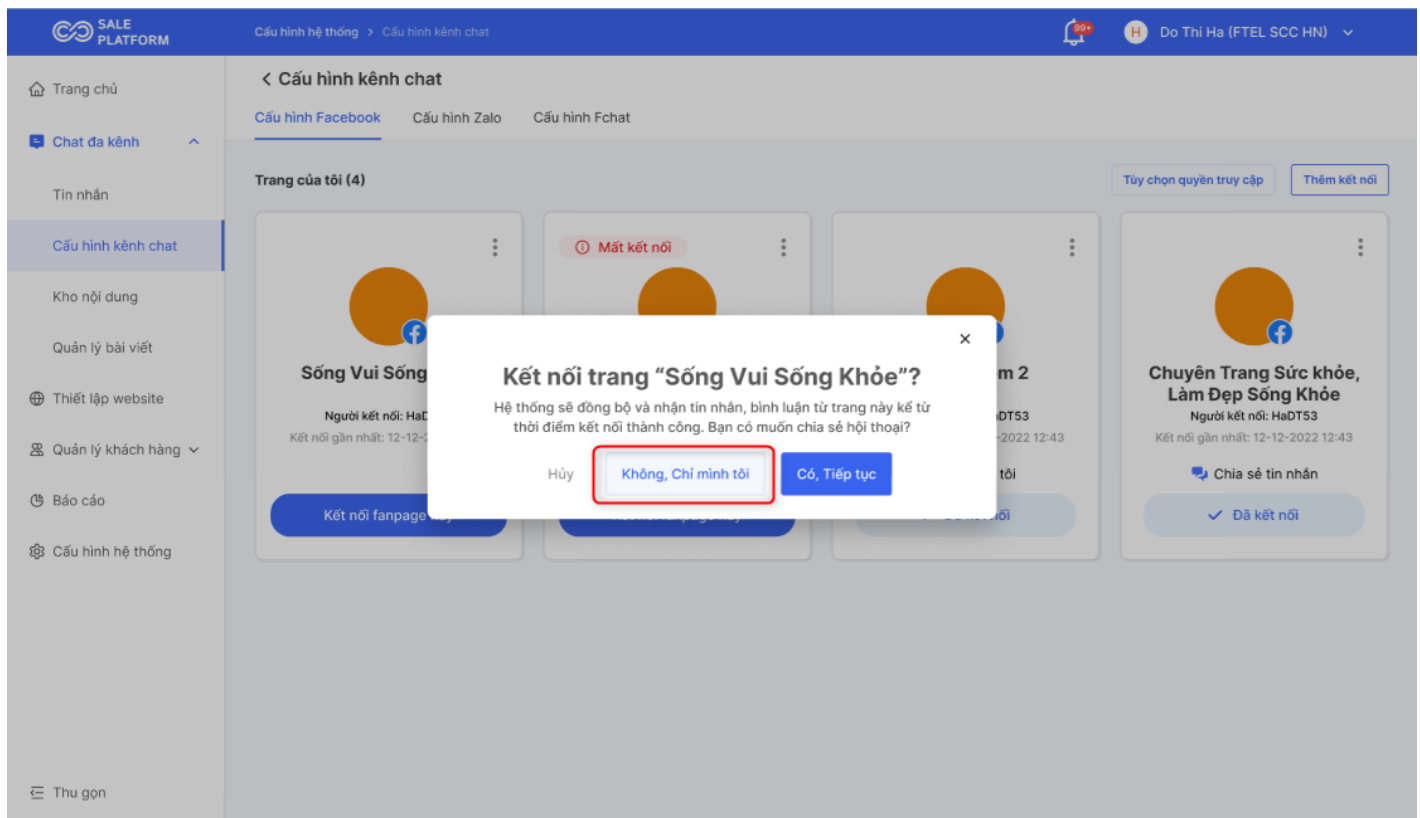 SALE
PLATFORM
Cấu hình hệ thống > Cấu hình kênh chat
99+
H Do Thi Ha (FTEL SCC HN)
Trang chủ
Chat đa kênh
Tin nhắn
Cấu hình kênh chat
Kho nội dung
Quản lý bài viết
Thiết lập website
Quản lý khách hàng
Báo cáo
Cấu hình hệ thống
Thu gọn
Cấu hình kênh chat
Cấu hình Facebook Cấu hình Zalo Cấu hình Fchat
Trang của tôi (4)
Tùy chọn quyền truy cập Thêm kết nối
Sống Vui Sống
Người kết nối:
Kết nối gần nhất: 12-12-
Kết nối fanpage
Mất kết nối
Kết nối trang “Sống Vui Sống Khỏe”?
Hệ thống sẽ đồng bộ và nhận tin nhắn, bình luận từ trang này kể từ
thời điểm kết nối thành công. Bạn có muốn chia sẻ hội thoại?
Hủy Không, Chỉ mình tôi Có, Tiếp tục
m 2
DT53
-2022 12:43
tôi
Chuyên Trang Sức khỏe,
Làm Đẹp Sống Khỏe
Người kết nối: HaDT53
Kết nối gần nhất: 12-12-2022 12:43
Chia sẻ tin nhắn
Đã kết nối